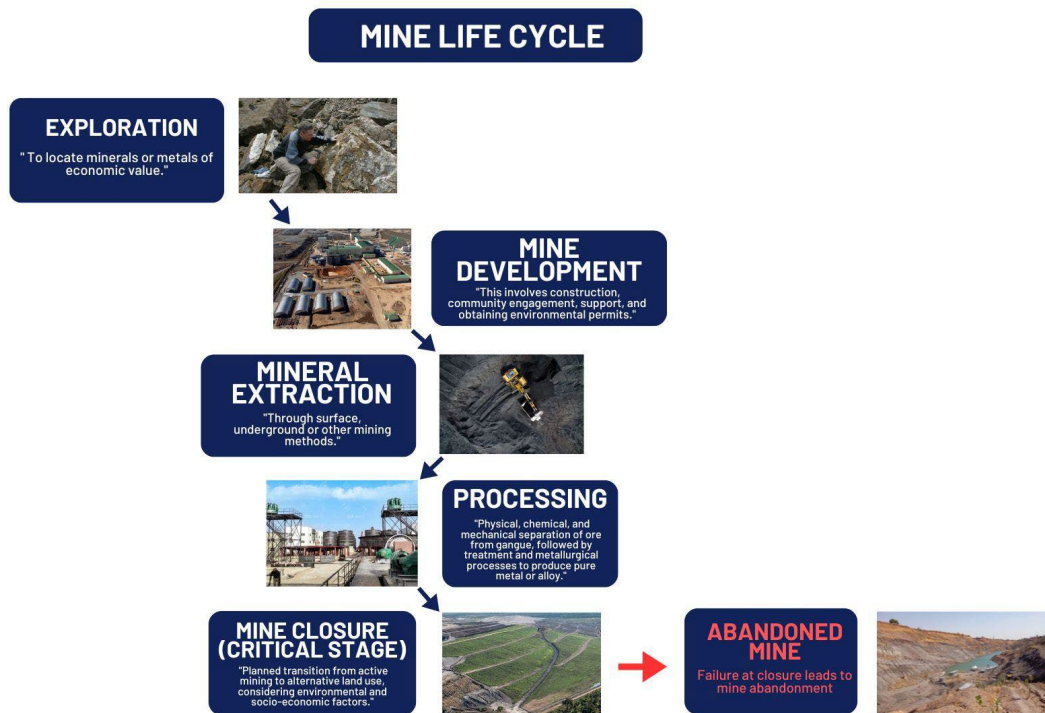 MINE LIFE CYCLE
EXPLORATION
" To locate minerals or metals of
economic value."
MINE
DEVELOPMENT
"This involves construction,
community engagement, support, and
obtaining environmental permits."
MINERAL
EXTRACTION
"Through surface,
underground or other mining
methods."
PROCESSING
"Physical, chemical, and
mechanical separation of ore
from gangue, followed by
treatment and metallurgical
processes to produce pure
metal or alloy."
MINE CLOSURE
(CRITICAL STAGE)
"Planned transition from active
mining to alternative land use,
considering environmental and
socio-economic factors."
ABANDONED
MINE
Failure at closure leads to
mine abandonment